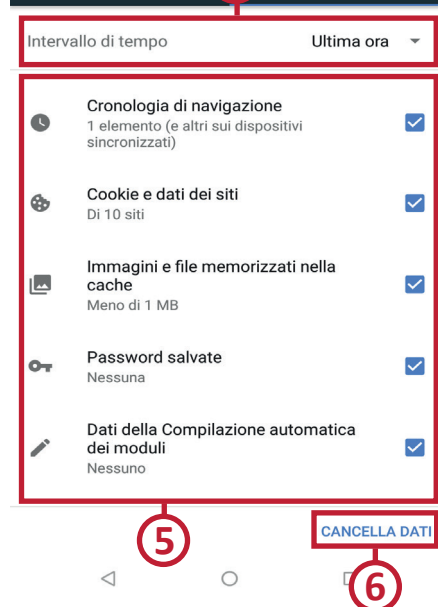 Intervallo di tempo Ultima ora
Cronologia di navigazione
1 elemento (e altri sui dispositivi
sincronizzati)
Cookie e dati dei siti
Di 10 siti
Immagini e file memorizzati nella
cache
Meno di 1 MB
Password salvate
Nessuna
Dati della Compilazione automatica
dei moduli
Nessuno
5
CANCELLA DATI
6